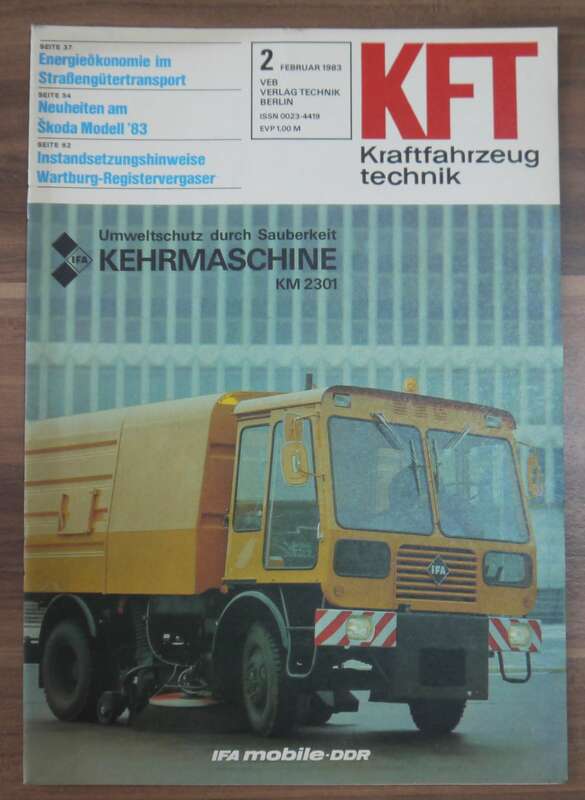 SEITE 37
Energieökonomie im
Straßengütertransport
SEITE 54
Neuheiten am
Škoda Modell '83
SEITE 62
Instandsetzungshinweise
Wartburg-Registervergaser
2 FEBRUAR 1983
VEB
VERLAG TECHNIK
BERLIN
ISSN 0023-4419
EVP 1,00 M
KFT
Kraftfahrzeug
technik
Umweltschutz durch Sauberkeit
IFA KEHRMASCHINE
KM 2301
IFA
IFA mobile-DDR